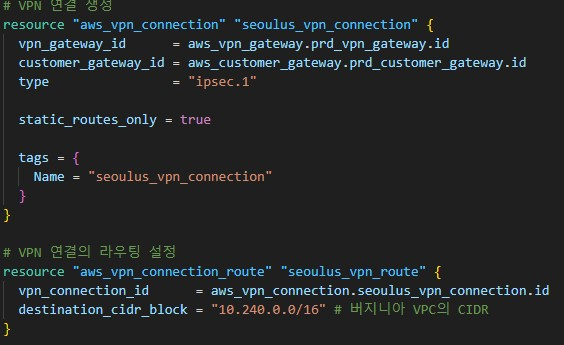 # VPN 연결 생성
resource "aws_vpn_connection" "seoulus_vpn_connection" {
  vpn_gateway_id      = aws_vpn_gateway.prd_vpn_gateway.id
  customer_gateway_id = aws_customer_gateway.prd_customer_gateway.id
  type                = "ipsec.1"

  static_routes_only = true

  tags = {
    Name = "seoulus_vpn_connection"
  }
}

# VPN 연결의 라우팅 설정
resource "aws_vpn_connection_route" "seoulus_vpn_route" {
  vpn_connection_id      = aws_vpn_connection.seoulus_vpn_connection.id
  destination_cidr_block = "10.240.0.0/16" # 버지니아 VPC의 CIDR
}